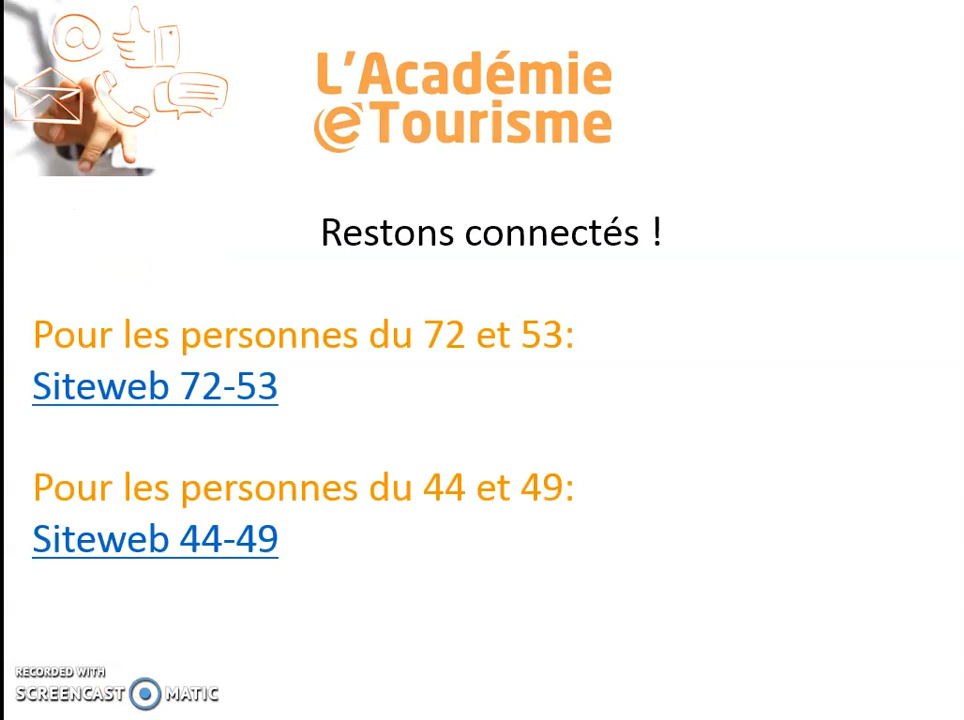 L'Académie
eTourisme
Restons connectés !
Pour les personnes du 72 et 53:
Siteweb 72-53
Pour les personnes du 44 et 49:
Siteweb 44-49
RECORDED WITH
SCREENCAST MATIC